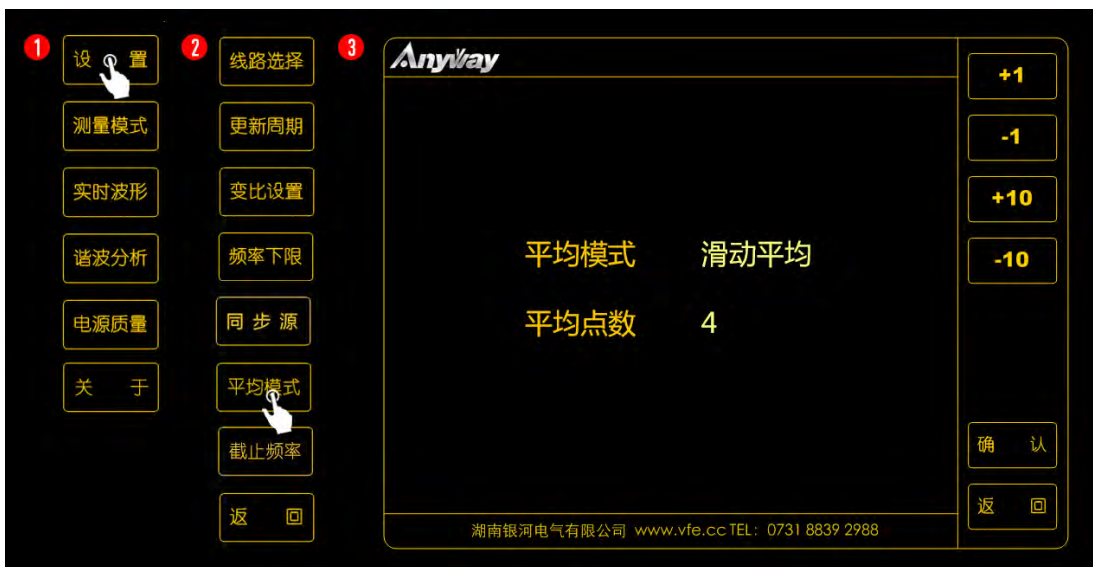 1
设 置
测量模式
实时波形
谐波分析
电源质量
关 于
2
线路选择
更新周期
变比设置
频率下限
同 步 源
平均模式
截止频率
返 回
3
Anyway
平均模式 滑动平均
平均点数 4
湖南银河电气有限公司 www.vfe.cc TEL: 0731 8839 2988
+1
-1
+10
-10
确 认
返 回